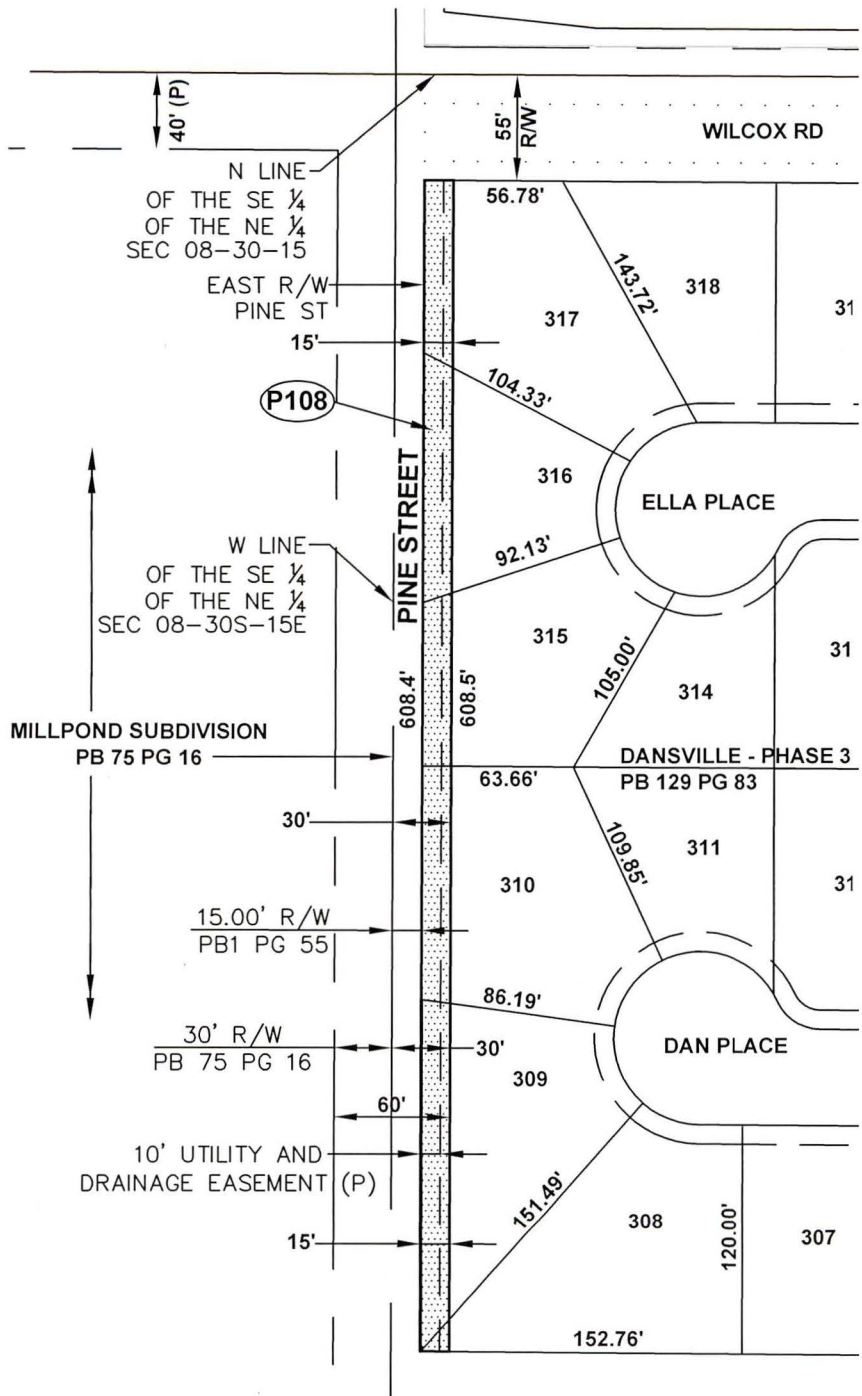 40' (P)
55'
R/W
WILCOX RD
N LINE
OF THE SE ¼
OF THE NE ¼
SEC 08-30-15
56.78'
143.72'
318
EAST R/W
PINE ST
317
31
15'
104.33'
P108
316
ELLA PLACE
PINE STREET
92.13'
W LINE
OF THE SE ¼
OF THE NE ¼
SEC 08-30S-15E
315
105.00'
314
31
608.4'
608.5'
MILLPOND SUBDIVISION
PB 75 PG 16
DANSVILLE - PHASE 3
PB 129 PG 83
63.66'
30'
109.85'
311
310
31
15.00' R/W
PB1 PG 55
86.19'
30' R/W
PB 75 PG 16
30'
DAN PLACE
309
60'
10' UTILITY AND
DRAINAGE EASEMENT (P)
151.49'
308
120.00'
307
15'
152.76'